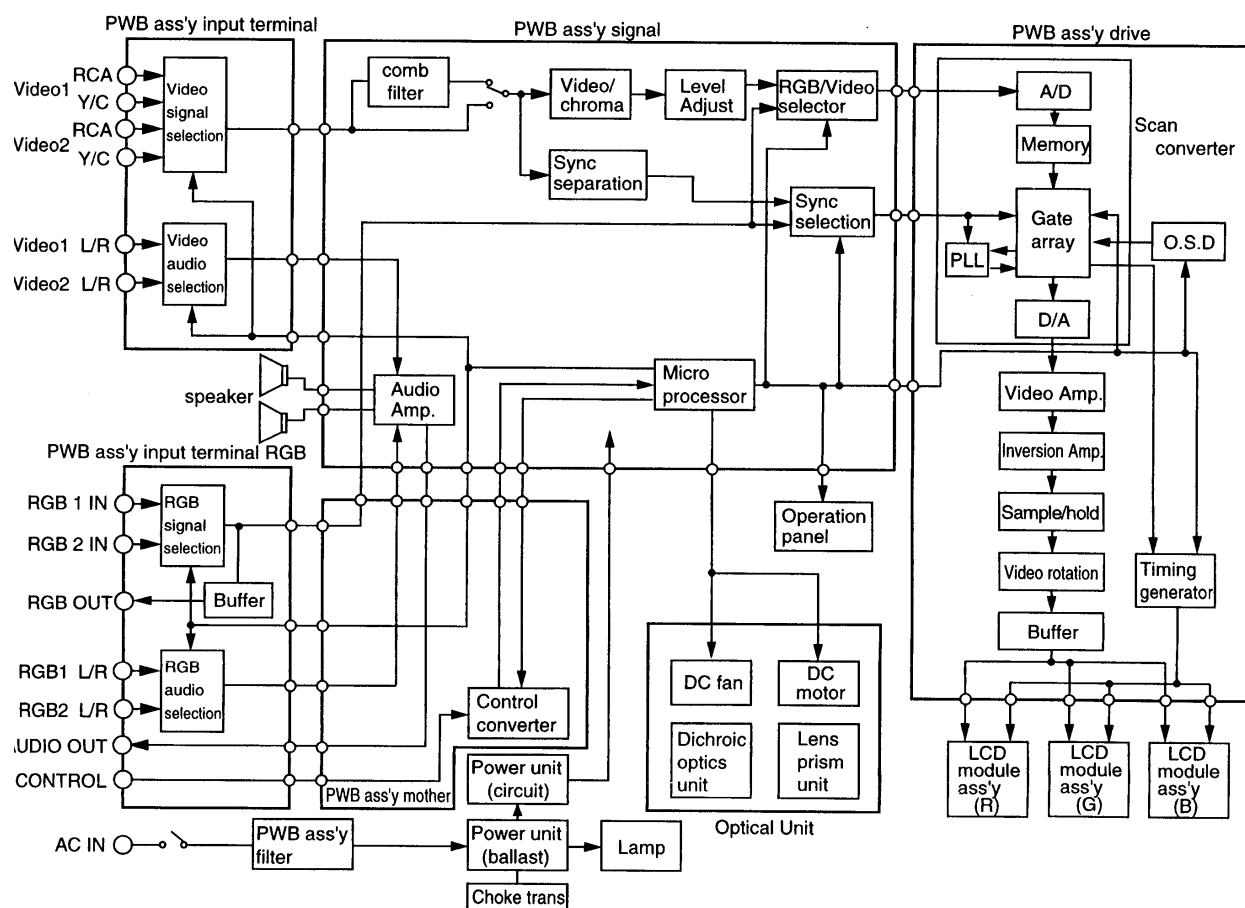 PWB ass'y input terminal
PWB ass'y signal
PWB ass'y drive
Video1
RCA
Y/C
Video2
RCA
Y/C
Video
signal
selection
Video1 L/R
Video2 L/R
Video
audio
selection
comb
filter
Video/
chroma
Level
Adjust
RGB/Video
selector
Sync
separation
Sync
selection
A/D
Memory
Scan
converter
Gate
array
PLL
O.S.D
D/A
speaker
Audio
Amp.
Micro
processor
Video Amp.
Inversion Amp.
Sample/hold
Video rotation
Buffer
Timing
generator
PWB ass'y input terminal RGB
RGB 1 IN
RGB 2 IN
RGB OUT
RGB
signal
selection
Buffer
RGB1 L/R
RGB2 L/R
RGB
audio
selection
UDIO OUT
CONTROL
Operation
panel
Control
converter
PWB ass'y mother
DC fan
DC
motor
Dichroic
optics
unit
Lens
prism
unit
Optical Unit
LCD
module
ass'y
(R)
LCD
module
ass'y
(G)
LCD
module
ass'y
(B)
Power unit
(circuit)
AC IN
PWB ass'y
filter
Power unit
(ballast)
Lamp
Choke trans